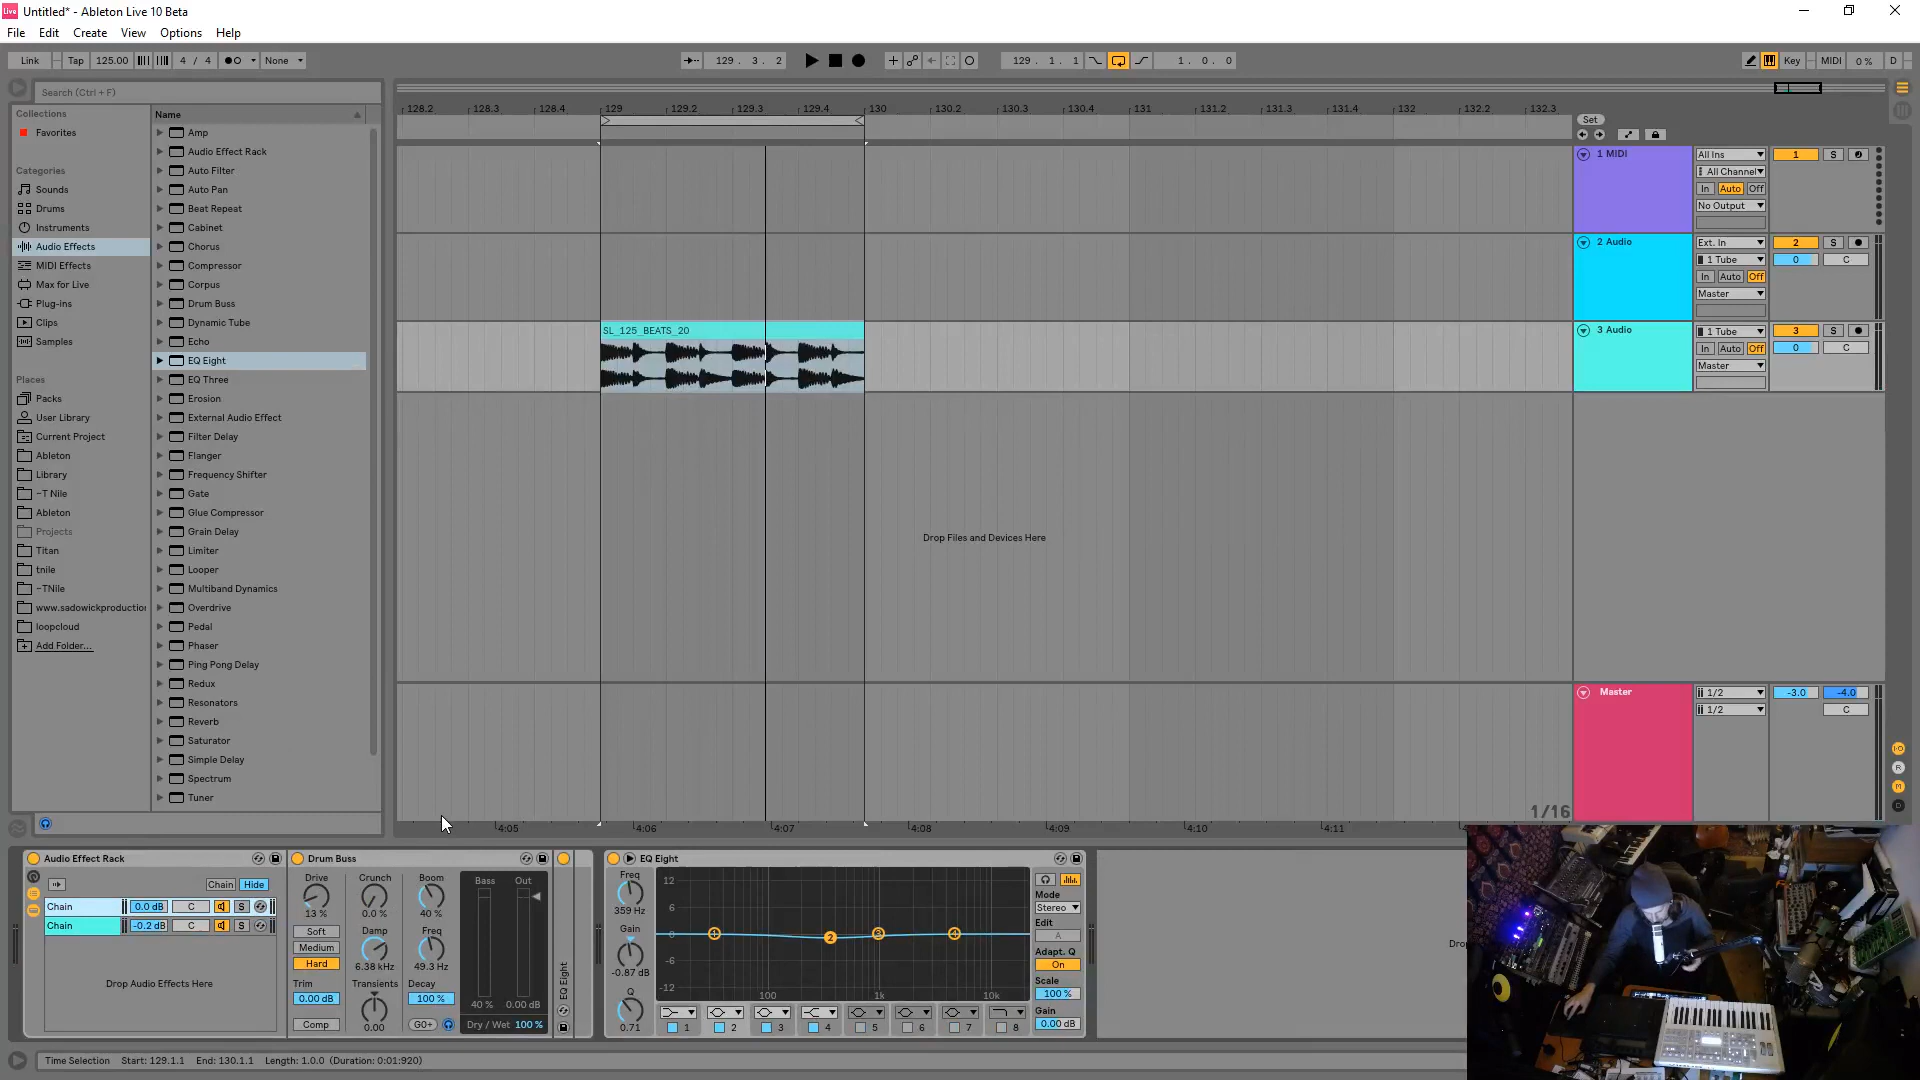 Live Untitled* - Ableton Live 10 Beta
File Edit Create View Options Help
Link Tap 125.00 4 / 4 None 129. 3. 2 129. 1. 1 1. 0. 0 Key MIDI 0 % D
Search (Ctrl + F)
Collections
Favorites
Categories
Sounds
Drums
Instruments
Audio Effects
MIDI Effects
Max for Live
Plug-ins
Clips
Samples
Places
Packs
User Library
Current Project
Ableton
Library
~T Nile
Ableton
Projects
Titan
tnile
~TNile
www.sadowickproduction
loopcloud
Add Folder...
Name
Amp
Audio Effect Rack
Auto Filter
Auto Pan
Beat Repeat
Cabinet
Chorus
Compressor
Corpus
Drum Buss
Dynamic Tube
Echo
EQ Eight
EQ Three
Erosion
External Audio Effect
Filter Delay
Flanger
Frequency Shifter
Gate
Glue Compressor
Grain Delay
Limiter
Looper
Multiband Dynamics
Overdrive
Pedal
Phaser
Ping Pong Delay
Redux
Resonators
Reverb
Saturator
Simple Delay
Spectrum
Tuner
128.2 128.3 128.4 129 129.2 129.3 129.4 130 130.2 130.3 130.4 131 131.2 131.3 131.4 132 132.2 132.3
SL_125_BEATS_20
Drop Files and Devices Here
1/16
4:05 4:06 4:07 4:08 4:09 4:10 4:11
Set
1 MIDI All Ins 1 S
All Channel
In Auto Off
No Output
2 Audio Ext. In 2 S
1 Tube 0 C
In Auto Off
Master
3 Audio 1 Tube 3 S
In Auto Off 0 C
Master
Master 1/2 -3.0 -4.0
1/2 C
I·O
R
M
D
Audio Effect Rack
Chain Hide
Chain 0.0 dB C S
Chain -0.2 dB C S
Drop Audio Effects Here
Drum Buss
Drive Crunch Boom Bass Out
13 % 0.0 % 40 %
Soft Damp Freq
Medium
Hard 6.38 kHz 49.3 Hz
Trim Transients Decay
0.00 dB 100 % 40 % 0.00 dB
Comp 0.00 GO+ Dry / Wet 100 %
EQ Eight
EQ Eight
Freq
359 Hz
Gain
-0.87 dB
Q
0.71
12
6
0
-6
-12
100 1k 10k
1 2 3 4
1 2 3 4 5 6 7 8
Mode
Stereo
Edit
A
Adapt. Q
On
Scale
100 %
Gain
0.00 dB
Time Selection Start: 129.1.1 End: 130.1.1 Length: 1.0.0 (Duration: 0:01:920)